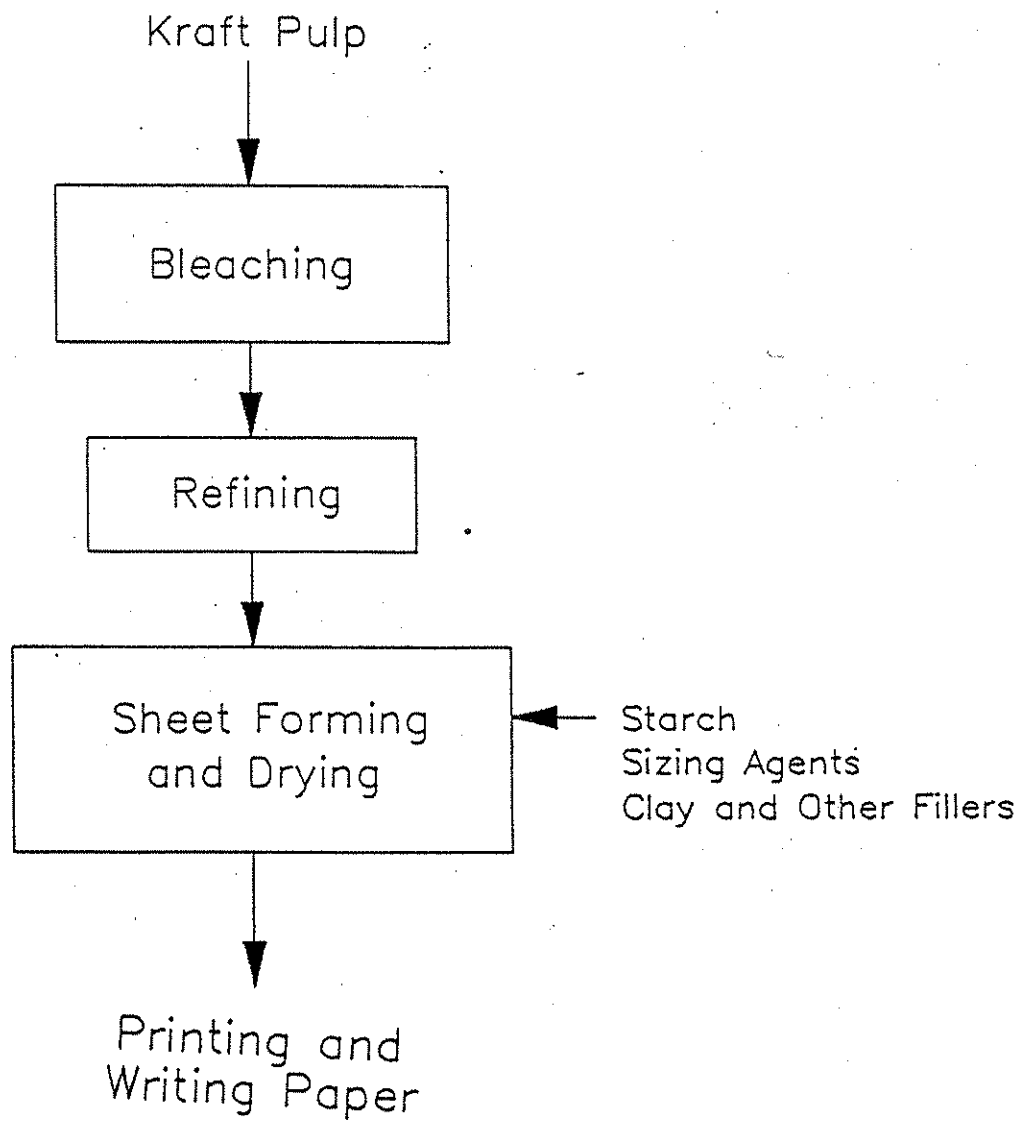 Kraft Pulp
Bleaching
Refining
Sheet Forming
and Drying
Starch
Sizing Agents
Clay and Other Fillers
Printing and
Writing Paper